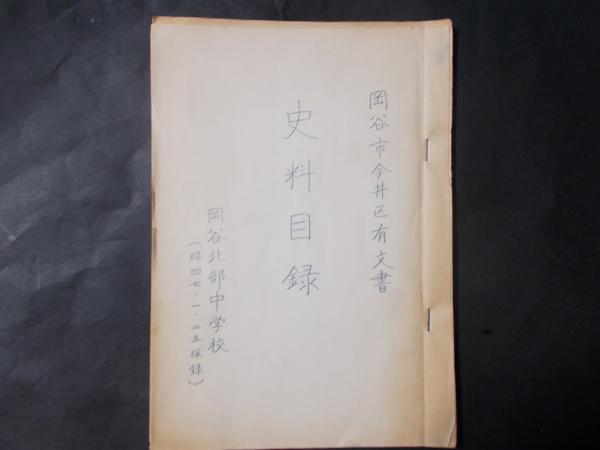 岡谷市今井区有文書
史料目録
岡谷北部中学校
(昭四七・一・二五採録)